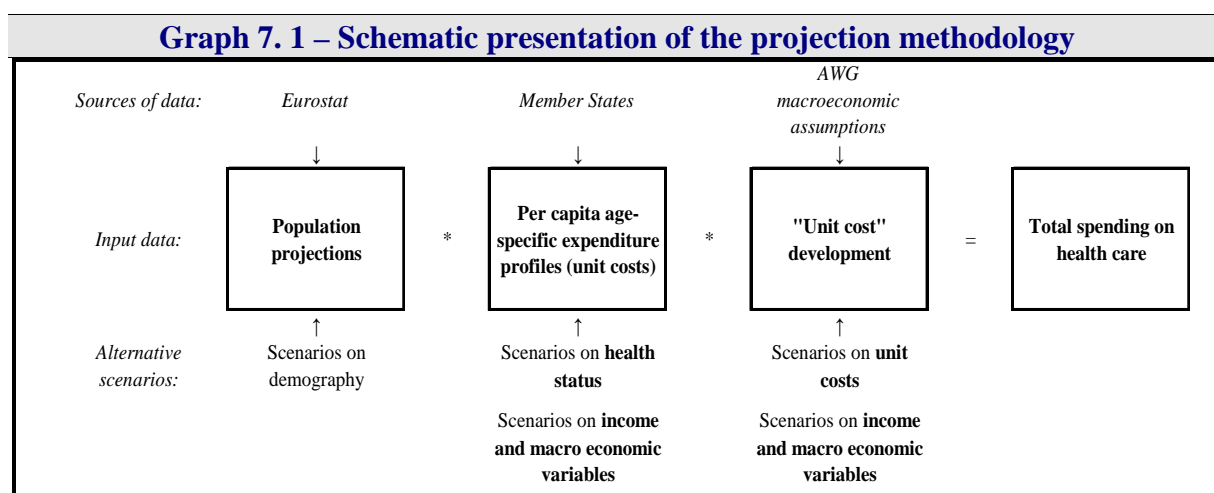 Graph 7. 1 – Schematic presentation of the projection methodology
Sources of data:
Eurostat
Member States
AWG
macroeconomic
assumptions
↓ ↓ ↓
Input data:
Population
projections
*
Per capita age-
specific expenditure
profiles (unit costs)
*
"Unit cost"
development
=
Total spending on
health care
↑ ↑ ↑
Alternative
scenarios:
Scenarios on
demography
Scenarios on health
status
Scenarios on unit
costs
Scenarios on income
and macro economic
variables
Scenarios on income
and macro economic
variables